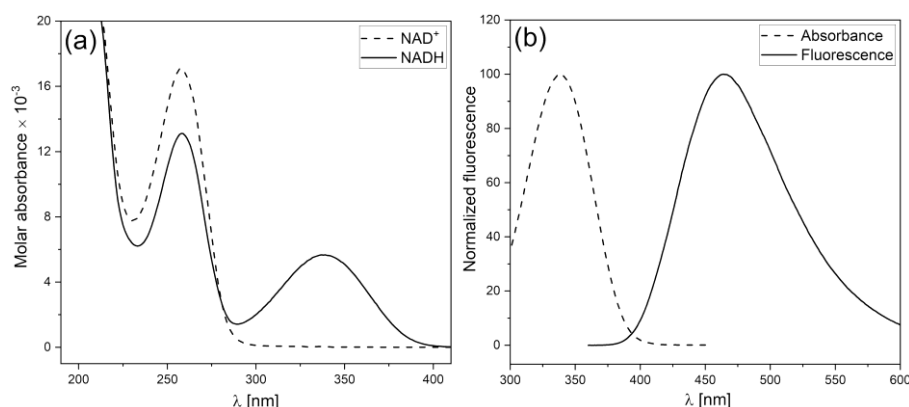 (a)
NAD⁺
NADH
Molar absorbance × 10⁻³
20
16
12
8
4
0
200 250 300 350 400
λ [nm]
(b)
Absorbance
Fluorescence
Normalized fluorescence
120
100
80
60
40
20
0
300 350 400 450 500 550 600
λ [nm]